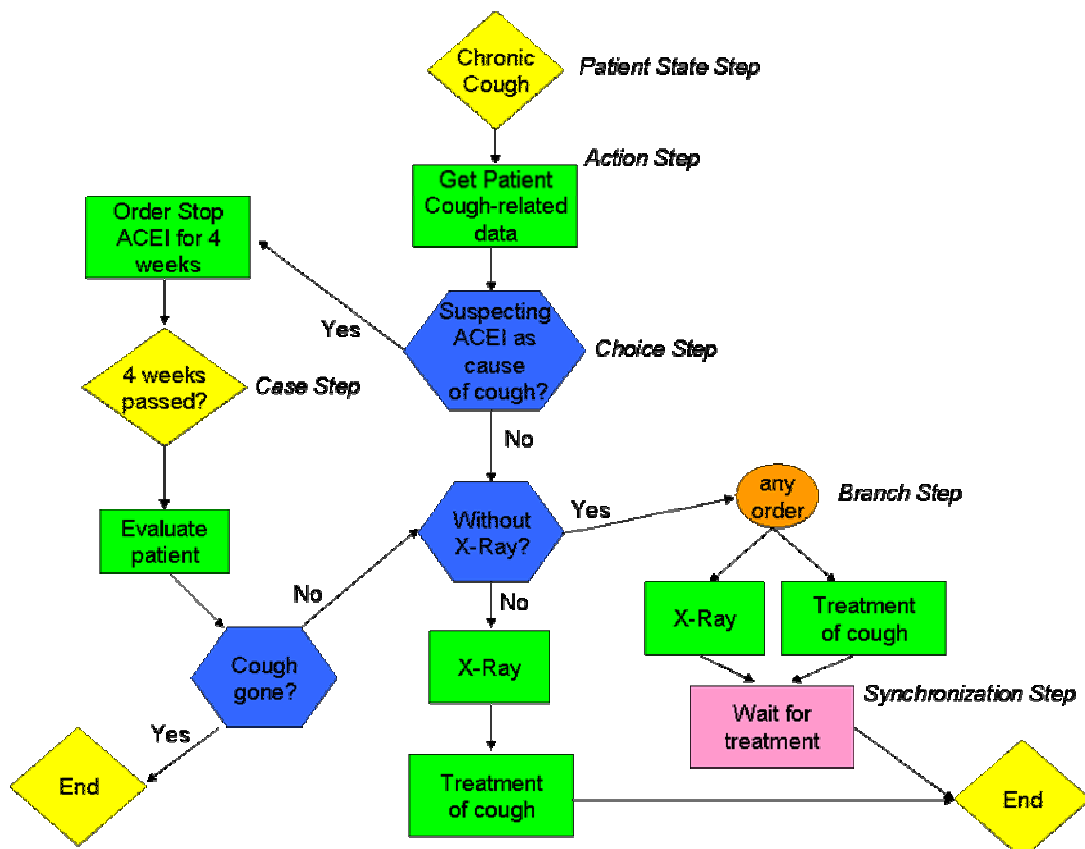 Chronic
Cough
Patient State Step
Action Step
Get Patient
Cough-related
data
Order Stop
ACEI for 4
weeks
Suspecting
ACEI as
cause
of cough?
Yes
Choice Step
4 weeks
passed?
Case Step
No
any
order
Branch Step
Without
X-Ray?
Yes
Evaluate
patient
No
No
X-Ray
Treatment
of cough
Cough
gone?
X-Ray
Synchronization Step
Wait for
treatment
Yes
End
Treatment
of cough
End